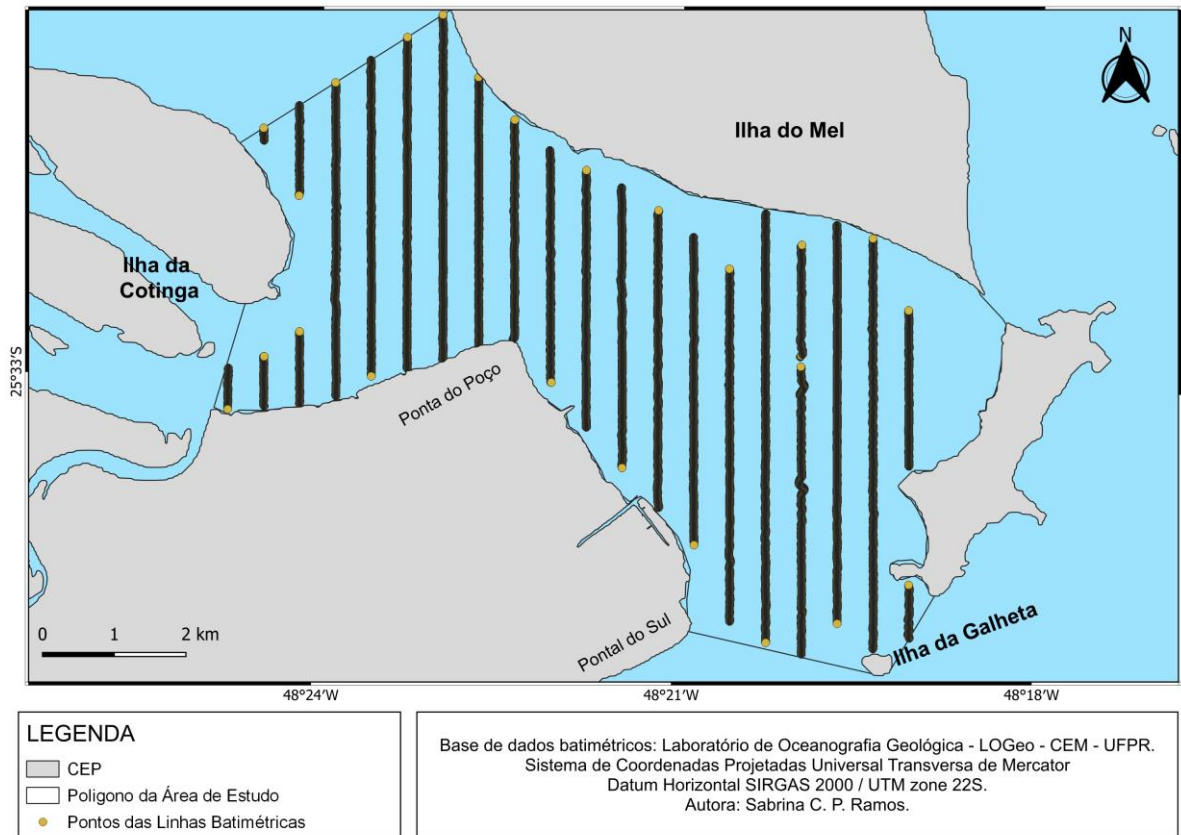 N
Ilha do Mel
Ilha da
Cotinga
25°33'S
Ponta do Poço
Pontal do Sul
Ilha da Galheta
0 1 2 km
48°24'W 48°21'W 48°18'W
LEGENDA
CEP
Poligono da Área de Estudo
Pontos das Linhas Batimétricas
Base de dados batimétricos: Laboratório de Oceanografia Geológica - LOGeo - CEM - UFPR.
Sistema de Coordenadas Projetadas Universal Transversa de Mercator
Datum Horizontal SIRGAS 2000 / UTM zone 22S.
Autora: Sabrina C. P. Ramos.